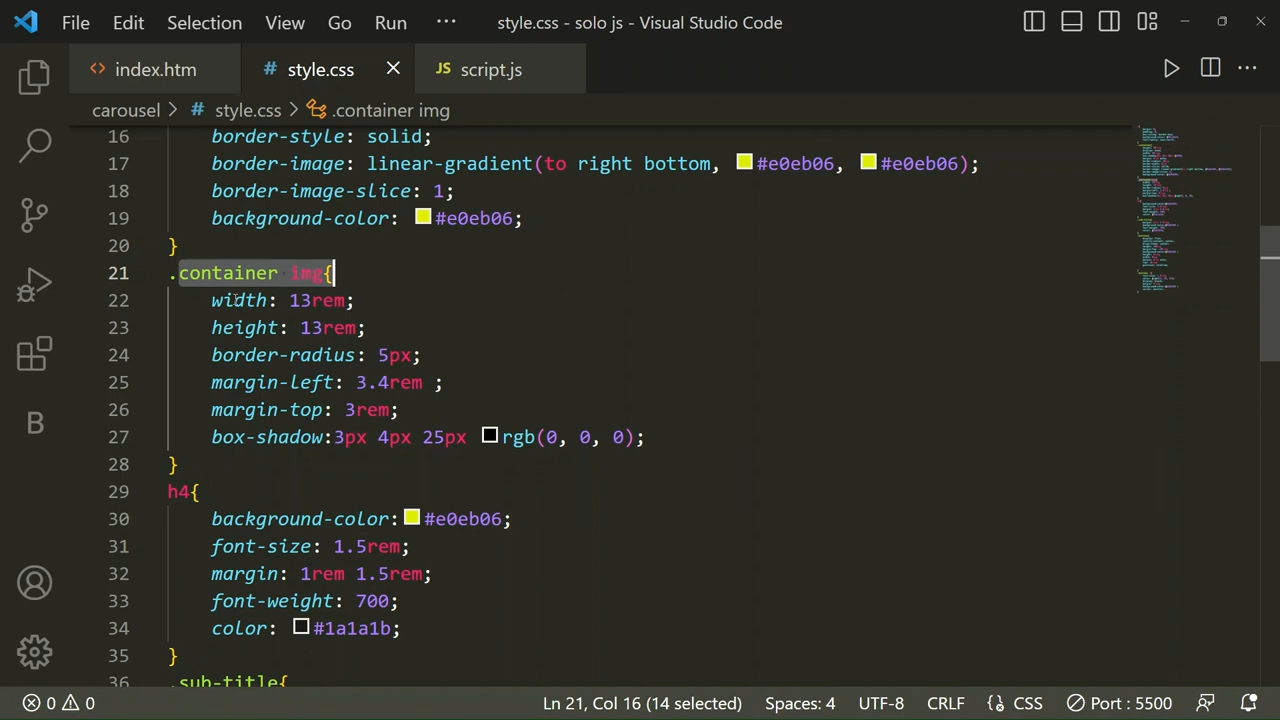 File Edit Selection View Go Run ··· style.css - solo js - Visual Studio Code
<> index.htm # style.css JS script.js
carousel > # style.css > .container img
16 border-style: solid;
17 border-image: linear-gradient(to right bottom, #e0eb06, #e0eb06);
18 border-image-slice: 1;
19 background-color: #e0eb06;
20 }
21 .container img{
22 width: 13rem;
23 height: 13rem;
24 border-radius: 5px;
25 margin-left: 3.4rem ;
26 margin-top: 3rem;
27 box-shadow:3px 4px 25px rgb(0, 0, 0);
28 }
29 h4{
30 background-color: #e0eb06;
31 font-size: 1.5rem;
32 margin: 1rem 1.5rem;
33 font-weight: 700;
34 color: #1a1a1b;
35 }
36 .sub-title{
B
0 0 Ln 21, Col 16 (14 selected) Spaces: 4 UTF-8 CRLF {} CSS Port : 5500